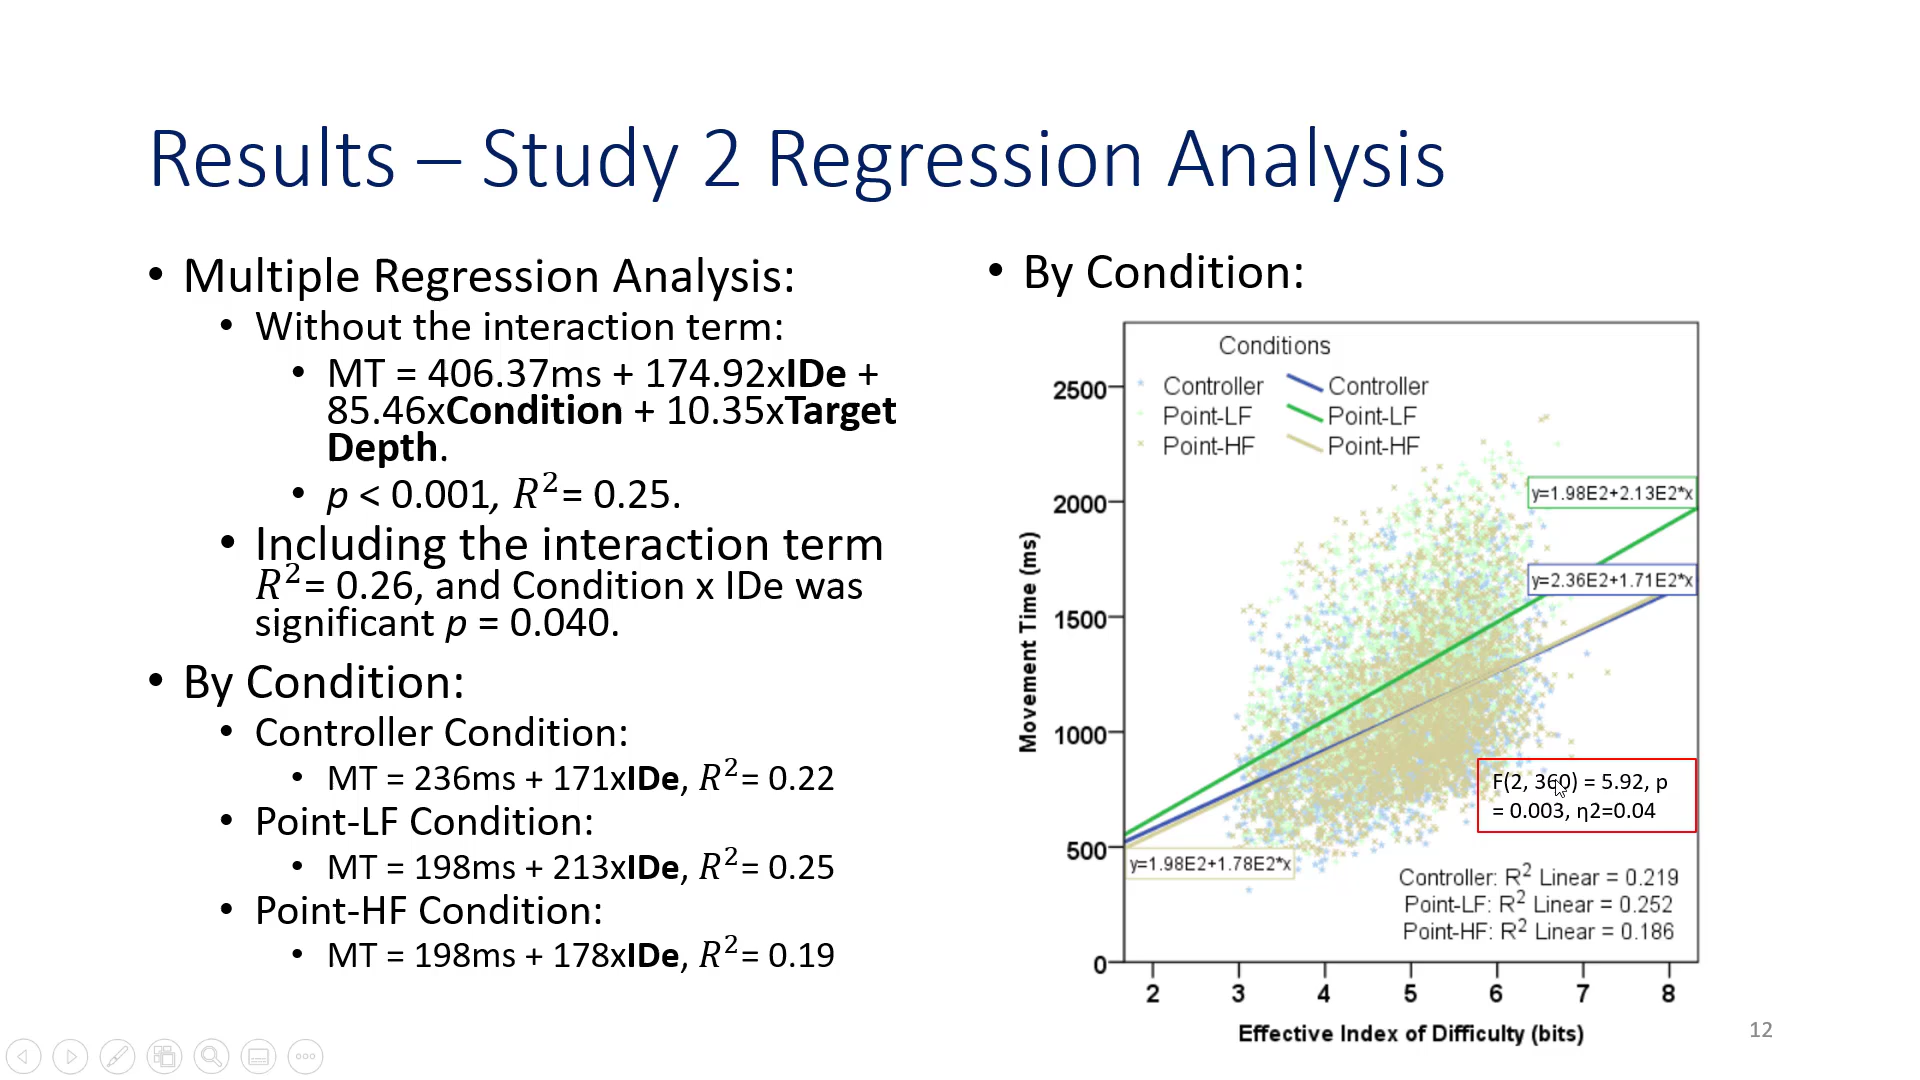 Results – Study 2 Regression Analysis
• Multiple Regression Analysis:
• Without the interaction term:
• MT = 406.37ms + 174.92xIDe +
85.46xCondition + 10.35xTarget
Depth.
• p < 0.001, R² = 0.25.
• Including the interaction term
R² = 0.26, and Condition x IDe was
significant p = 0.040.
• By Condition:
• Controller Condition:
• MT = 236ms + 171xIDe, R² = 0.22
• Point-LF Condition:
• MT = 198ms + 213xIDe, R² = 0.25
• Point-HF Condition:
• MT = 198ms + 178xIDe, R² = 0.19
• By Condition:
Conditions
Controller Controller
Point-LF Point-LF
Point-HF Point-HF
2500
2000
1500
1000
500
0
Movement Time (ms)
y=1.98E2+2.13E2*x
y=2.36E2+1.71E2*x
F(2, 360) = 5.92, p
= 0.003, η2=0.04
y=1.98E2+1.78E2*x
Controller: R² Linear = 0.219
Point-LF: R² Linear = 0.252
Point-HF: R² Linear = 0.186
2 3 4 5 6 7 8
Effective Index of Difficulty (bits)
12